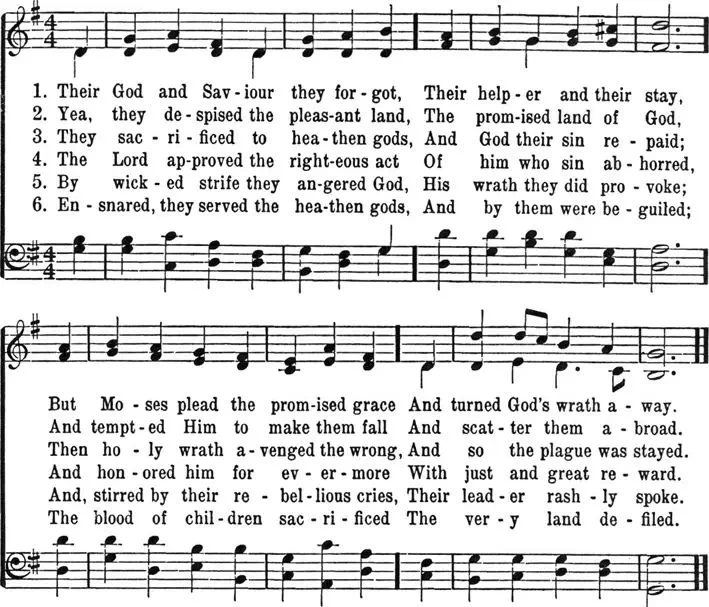 1. Their God and Sav - iour they for - got, Their help - er and their stay,
2. Yea, they de - spised the pleas - ant land, The prom - ised land of God,
3. They sac - ri - ficed to hea - then gods, And God their sin re - paid;
4. The Lord ap - proved the right - eous act Of him who sin ab - horred,
5. By wick - ed strife they an - gered God, His wrath they did pro - voke;
6. En - snared, they served the hea - then gods, And by them were be - guiled;
But Mo - ses plead the prom - ised grace And turned God's wrath a - way.
And tempt - ed Him to make them fall And scat - ter them a - broad.
Then ho - ly wrath a - venged the wrong, And so the plague was stayed.
And hon - ored him for ev - er - more With just and great re - ward.
And, stirred by their re - bel - lious cries, Their lead - er rash - ly spoke.
The blood of chil - dren sac - ri - ficed The ver - y land de - filed.